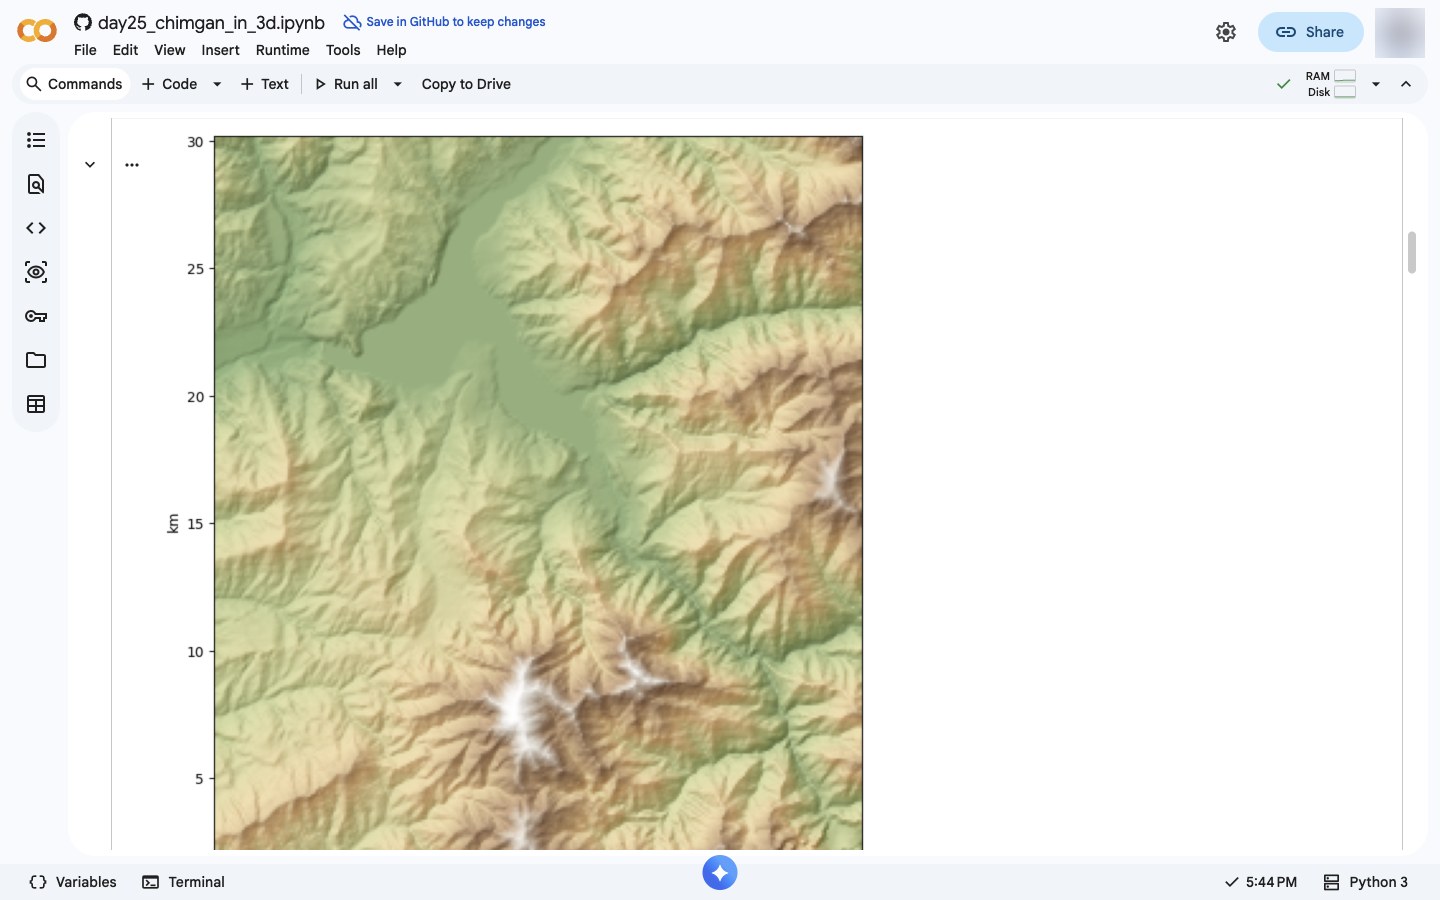 day25_chimgan_in_3d.ipynb
Save in GitHub to keep changes
File Edit View Insert Runtime Tools Help
Share
Commands + Code + Text Run all Copy to Drive
RAM
Disk
30
25
20
km
15
10
5
Variables Terminal
5:44 PM Python 3